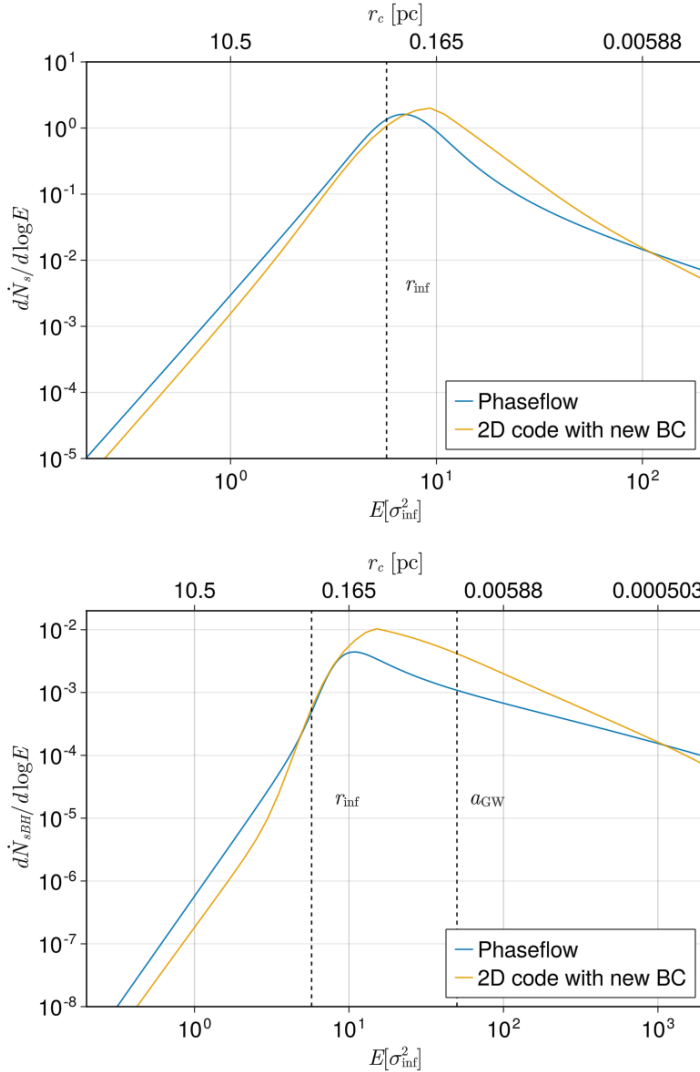 r_c [pc]
10.5 0.165 0.00588
10^1
10^0
10^-1
10^-2
10^-3
10^-4
10^-5
dṄ_s/d log E
r_inf
Phaseflow
2D code with new BC
10^0 10^1 10^2
E[σ_inf^2]
r_c [pc]
10.5 0.165 0.00588 0.000503
10^-2
10^-3
10^-4
10^-5
10^-6
10^-7
10^-8
dṄ_sBH/d log E
r_inf a_GW
Phaseflow
2D code with new BC
10^0 10^1 10^2 10^3
E[σ_inf^2]